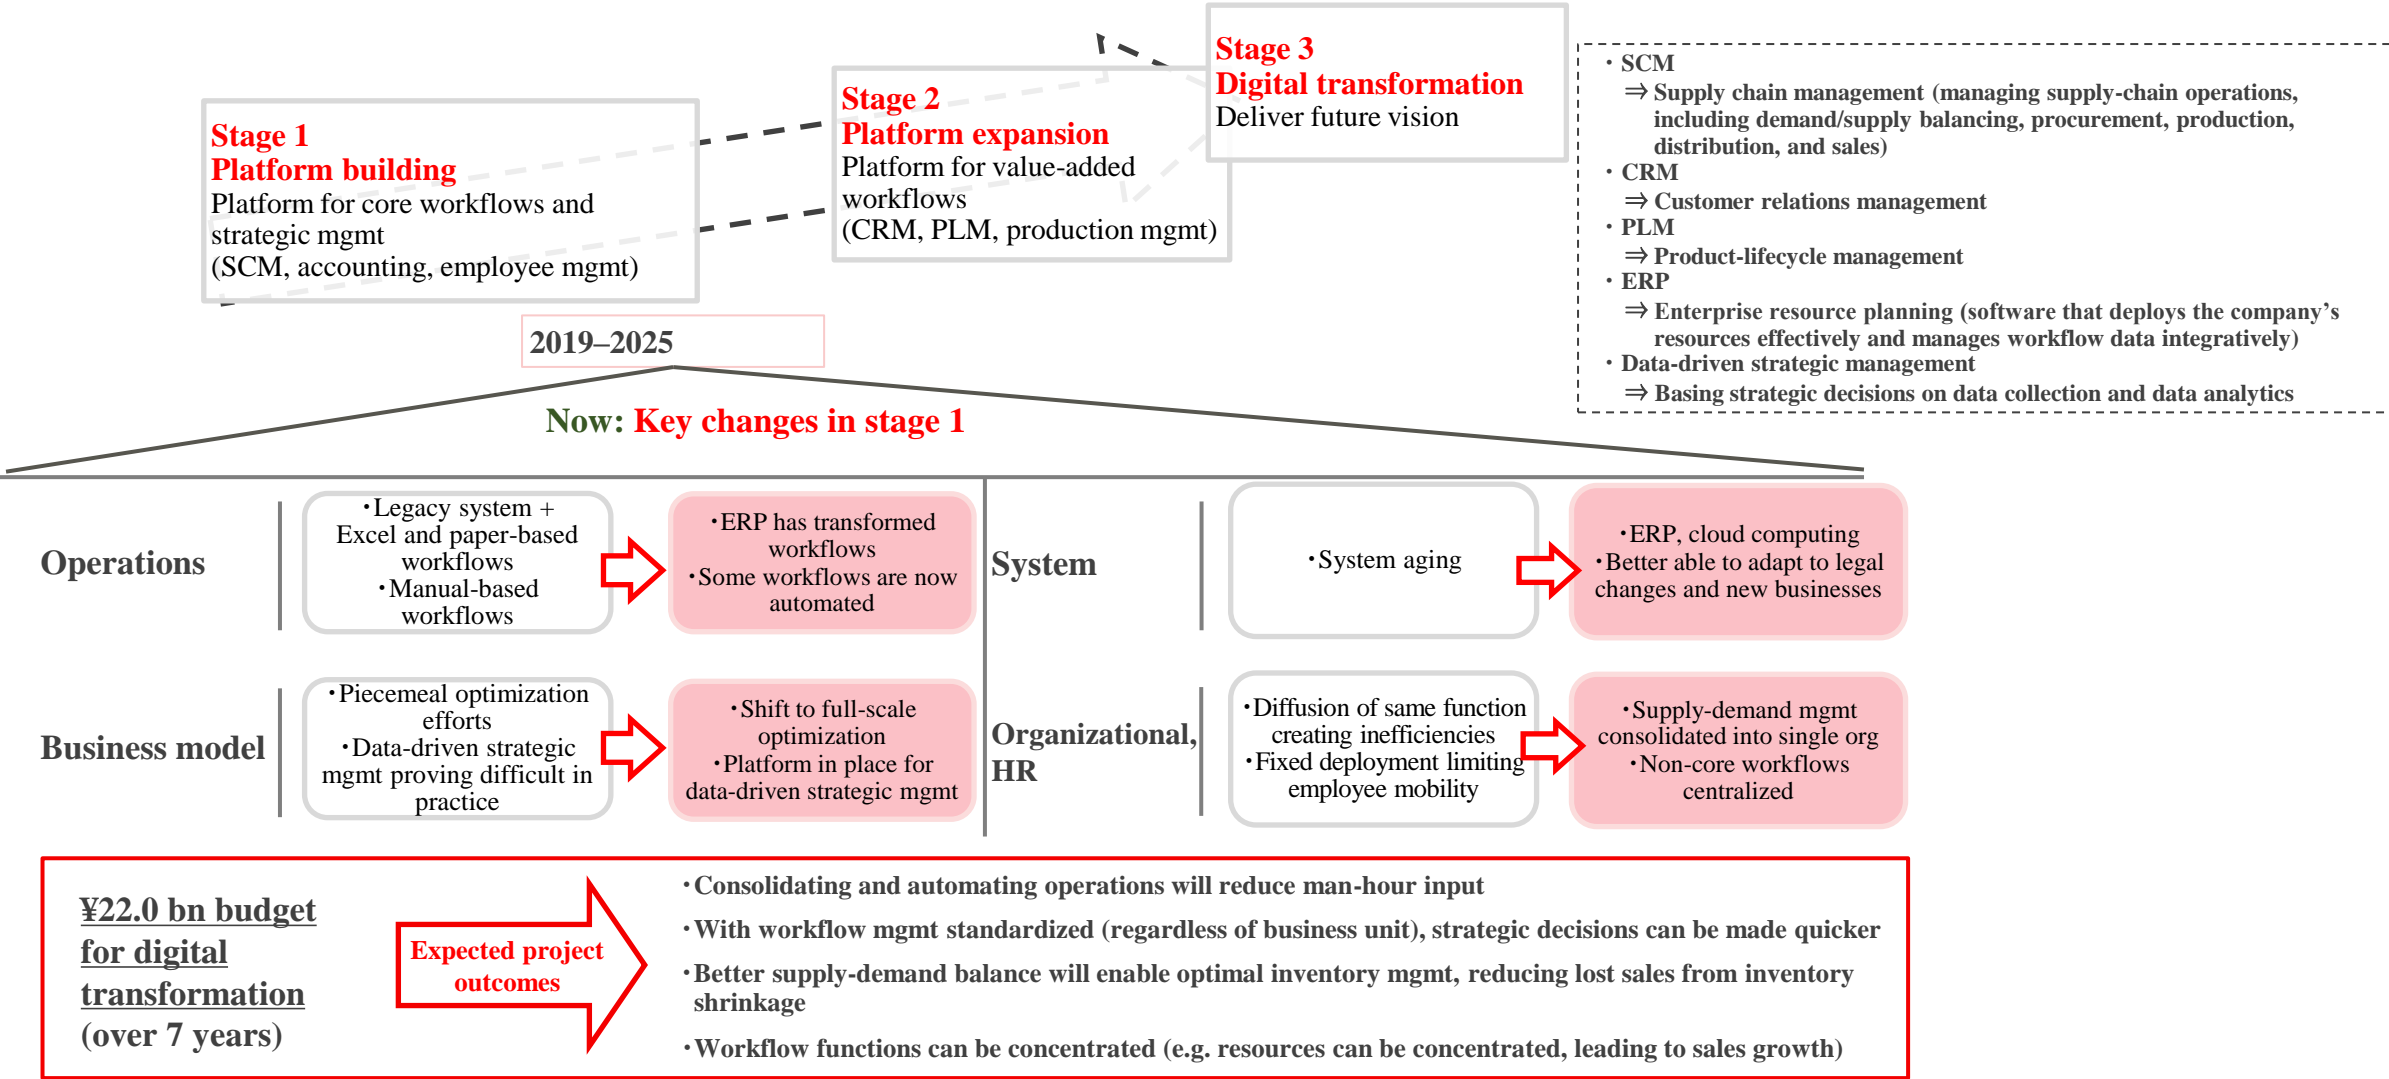 Stage 1
Platform building
Platform for core workflows and
strategic mgmt
(SCM, accounting, employee mgmt)
Stage 2
Platform expansion
Platform for value-added
workflows
(CRM, PLM, production mgmt)
Stage 3
Digital transformation
Deliver future vision
・SCM
⇒ Supply chain management (managing supply-chain operations,
including demand/supply balancing, procurement, production,
distribution, and sales)
・CRM
⇒ Customer relations management
・PLM
⇒ Product-lifecycle management
・ERP
⇒ Enterprise resource planning (software that deploys the company’s
resources effectively and manages workflow data integratively)
・Data-driven strategic management
⇒ Basing strategic decisions on data collection and data analytics
2019–2025
Now: Key changes in stage 1
Operations
・Legacy system +
Excel and paper-based
workflows
・Manual-based
workflows
・ERP has transformed
workflows
・Some workflows are now
automated
System
・System aging
・ERP, cloud computing
・Better able to adapt to legal
changes and new businesses
Business model
・Piecemeal optimization
efforts
・Data-driven strategic
mgmt proving difficult in
practice
・Shift to full-scale
optimization
・Platform in place for
data-driven strategic mgmt
Organizational,
HR
・Diffusion of same function
creating inefficiencies
・Fixed deployment limiting
employee mobility
・Supply-demand mgmt
consolidated into single org
・Non-core workflows
centralized
¥22.0 bn budget
for digital
transformation
(over 7 years)
Expected project
outcomes
・Consolidating and automating operations will reduce man-hour input
・With workflow mgmt standardized (regardless of business unit), strategic decisions can be made quicker
・Better supply-demand balance will enable optimal inventory mgmt, reducing lost sales from inventory
shrinkage
・Workflow functions can be concentrated (e.g. resources can be concentrated, leading to sales growth)